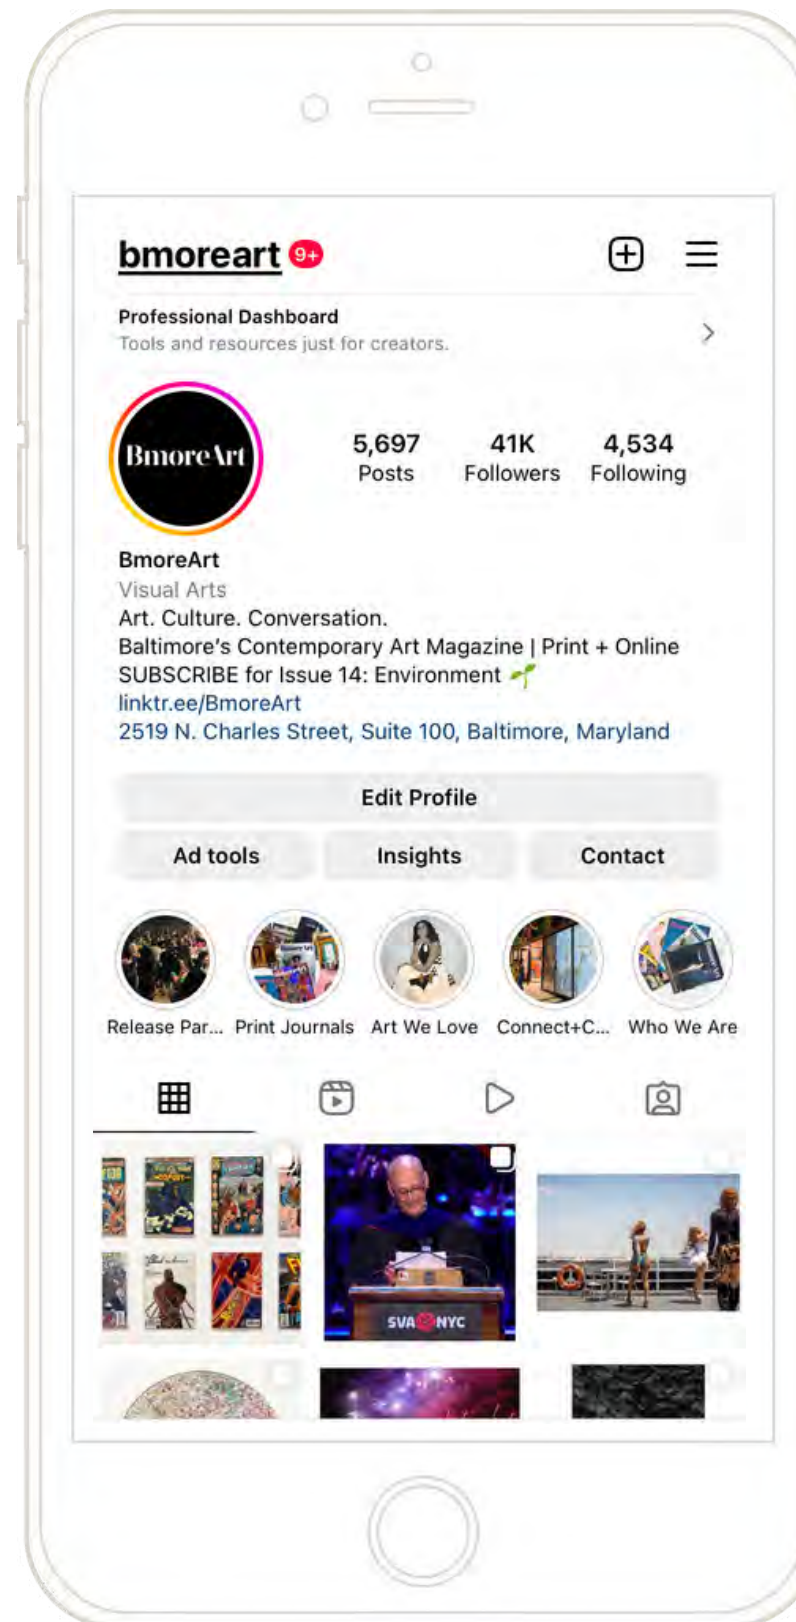 bmoreart 9+
Professional Dashboard
Tools and resources just for creators.
BmoreArt
5,697 41K 4,534
Posts Followers Following
BmoreArt
Visual Arts
Art. Culture. Conversation.
Baltimore's Contemporary Art Magazine | Print + Online
SUBSCRIBE for Issue 14: Environment 🌱
linktr.ee/BmoreArt
2519 N. Charles Street, Suite 100, Baltimore, Maryland
Edit Profile
Ad tools Insights Contact
Release Par... Print Journals Art We Love Connect+C... Who We Are
SVA NYC